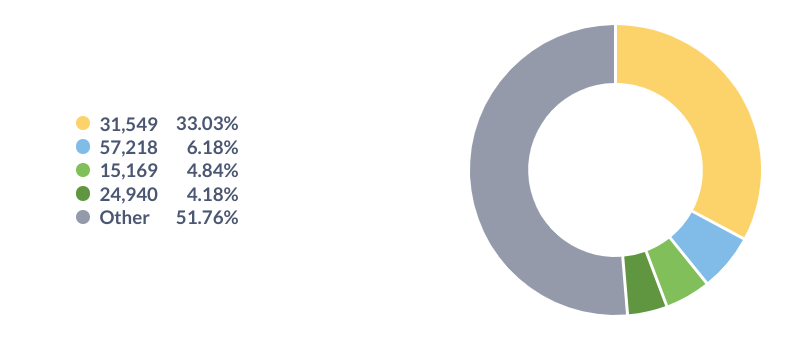 31,549 33.03%
57,218 6.18%
15,169 4.84%
24,940 4.18%
Other 51.76%